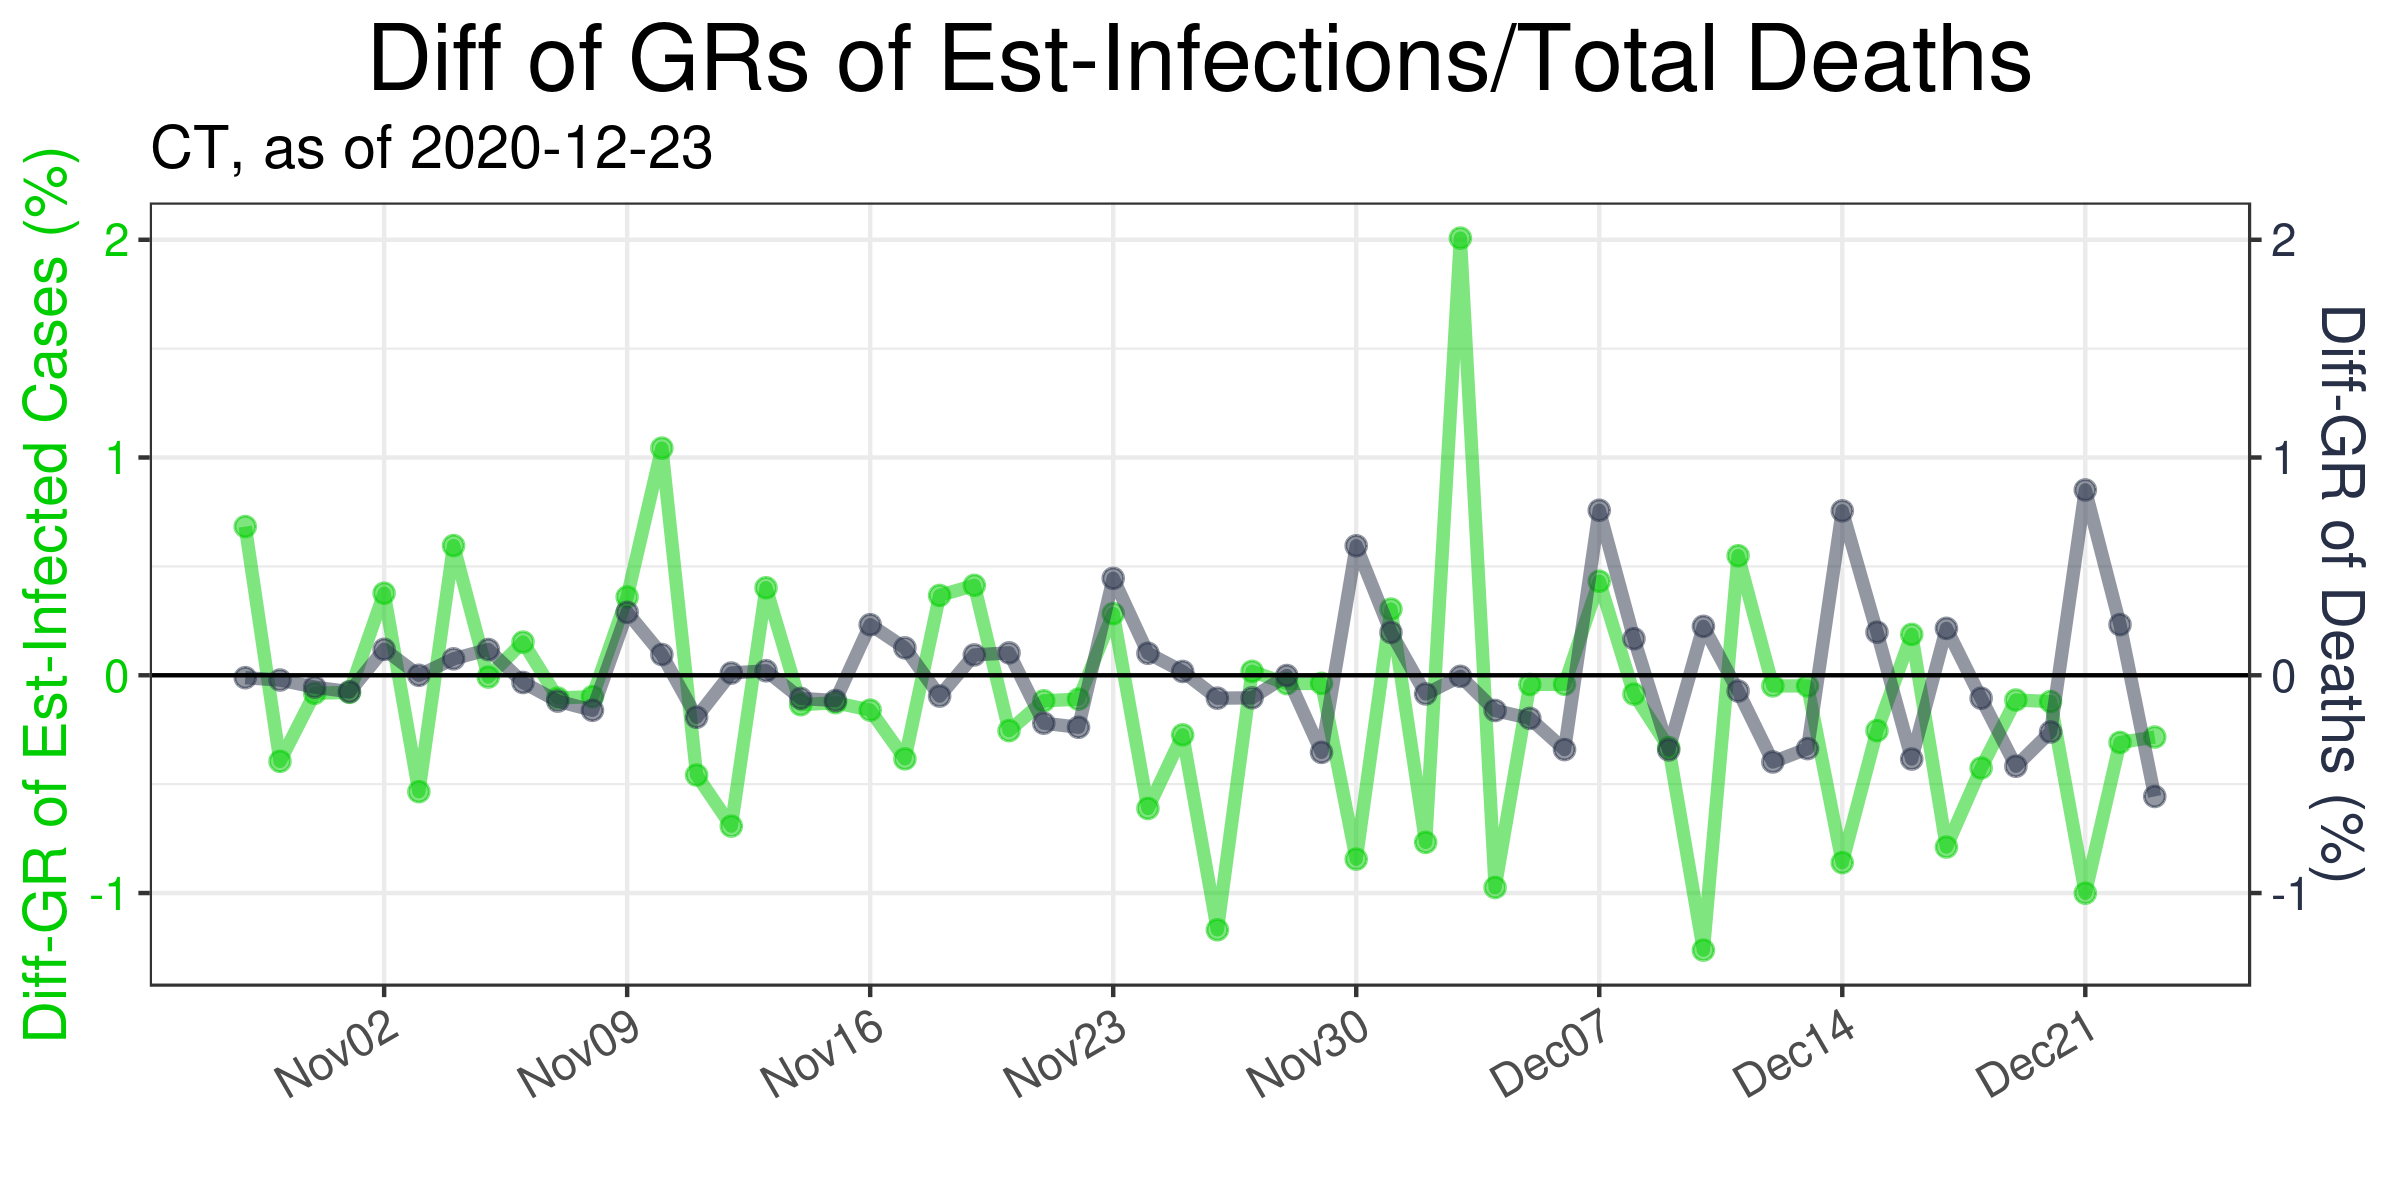 Diff of GRs of Est-Infections/Total Deaths
CT, as of 2020-12-23
Diff-GR of Est-Infected Cases (%)
2
1
0
-1
2
1
0
-1
Diff-GR of Deaths (%)
Nov02
Nov09
Nov16
Nov23
Nov30
Dec07
Dec14
Dec21